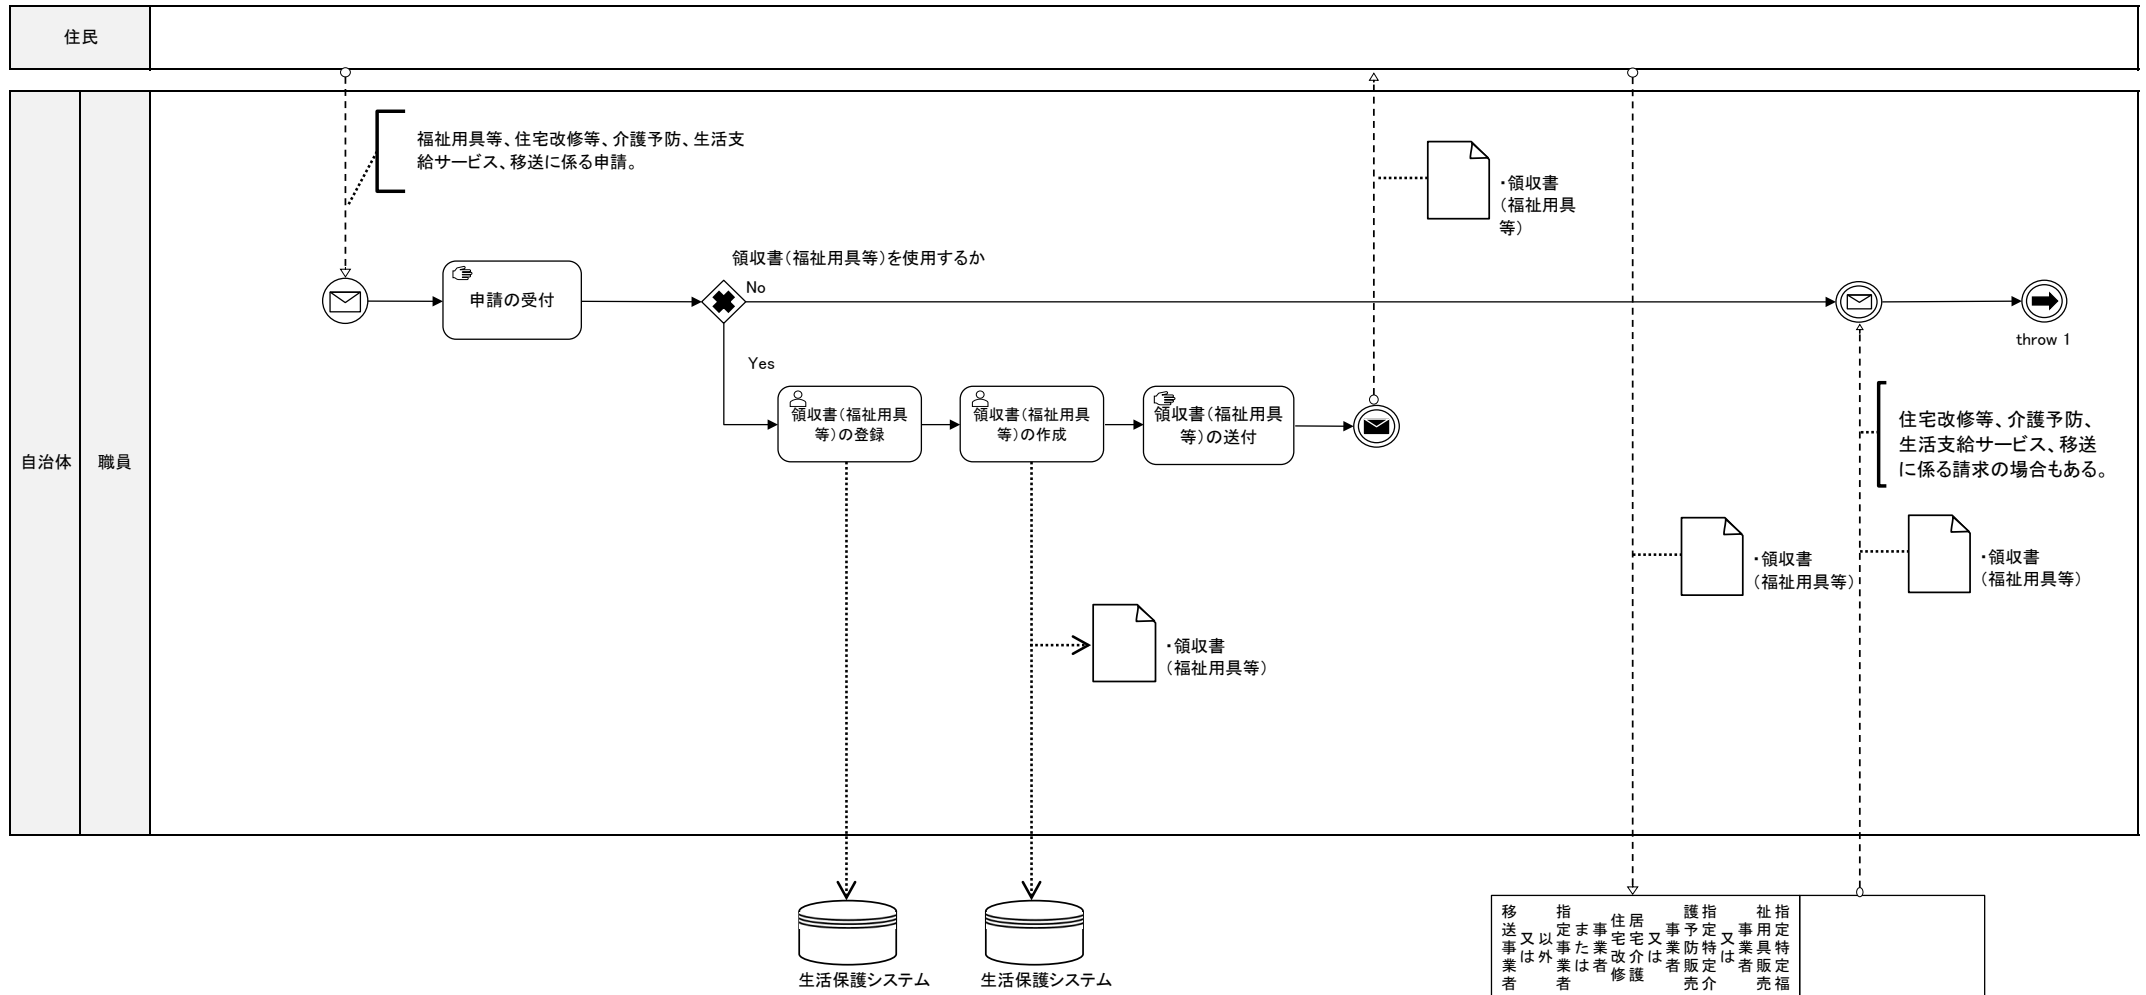 住民
自治体
職員
福祉用具等、住宅改修等、介護予防、生活支
給サービス、移送に係る申請。
申請の受付
領収書(福祉用具等)を使用するか
No
Yes
領収書(福祉用具
等)の登録
領収書(福祉用具
等)の作成
領収書(福祉用具
等)の送付
・領収書
(福祉用具
等)
throw 1
住宅改修等、介護予防、
生活支給サービス、移送
に係る請求の場合もある。
・領収書
(福祉用具等)
・領収書
(福祉用具等)
・領収書
(福祉用具等)
生活保護システム
生活保護システム
指定特定福
祉用具販売
事業者
又は
指定特定介
護予防販売
事業者
又は
居宅介護
住宅改修
事業者
または
指定事業者
以外
又は
移送事業者